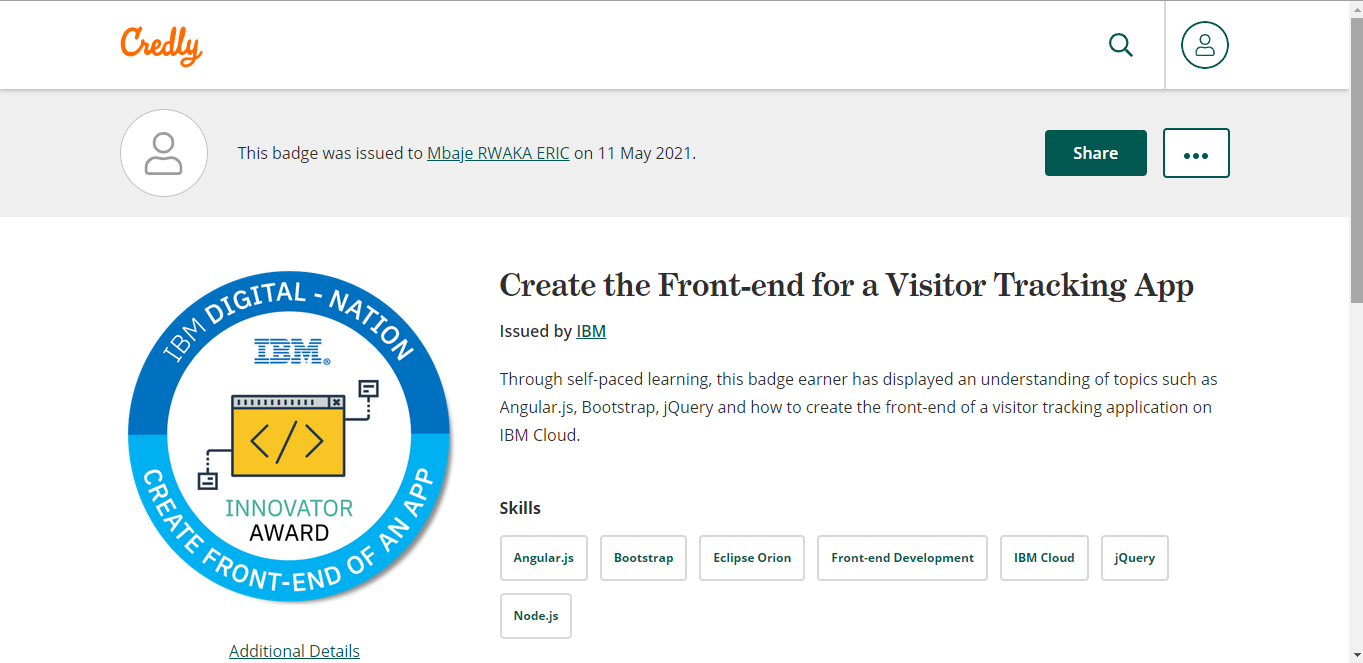 Credly
This badge was issued to Mbaje RWAKA ERIC on 11 May 2021.
Share
IBM DIGITAL - NATION
IBM®
</>
INNOVATOR
AWARD
CREATE FRONT-END OF AN APP
Additional Details
Create the Front-end for a Visitor Tracking App
Issued by IBM
Through self-paced learning, this badge earner has displayed an understanding of topics such as
Angular.js, Bootstrap, jQuery and how to create the front-end of a visitor tracking application on
IBM Cloud.
Skills
Angular.js Bootstrap Eclipse Orion Front-end Development IBM Cloud jQuery
Node.js